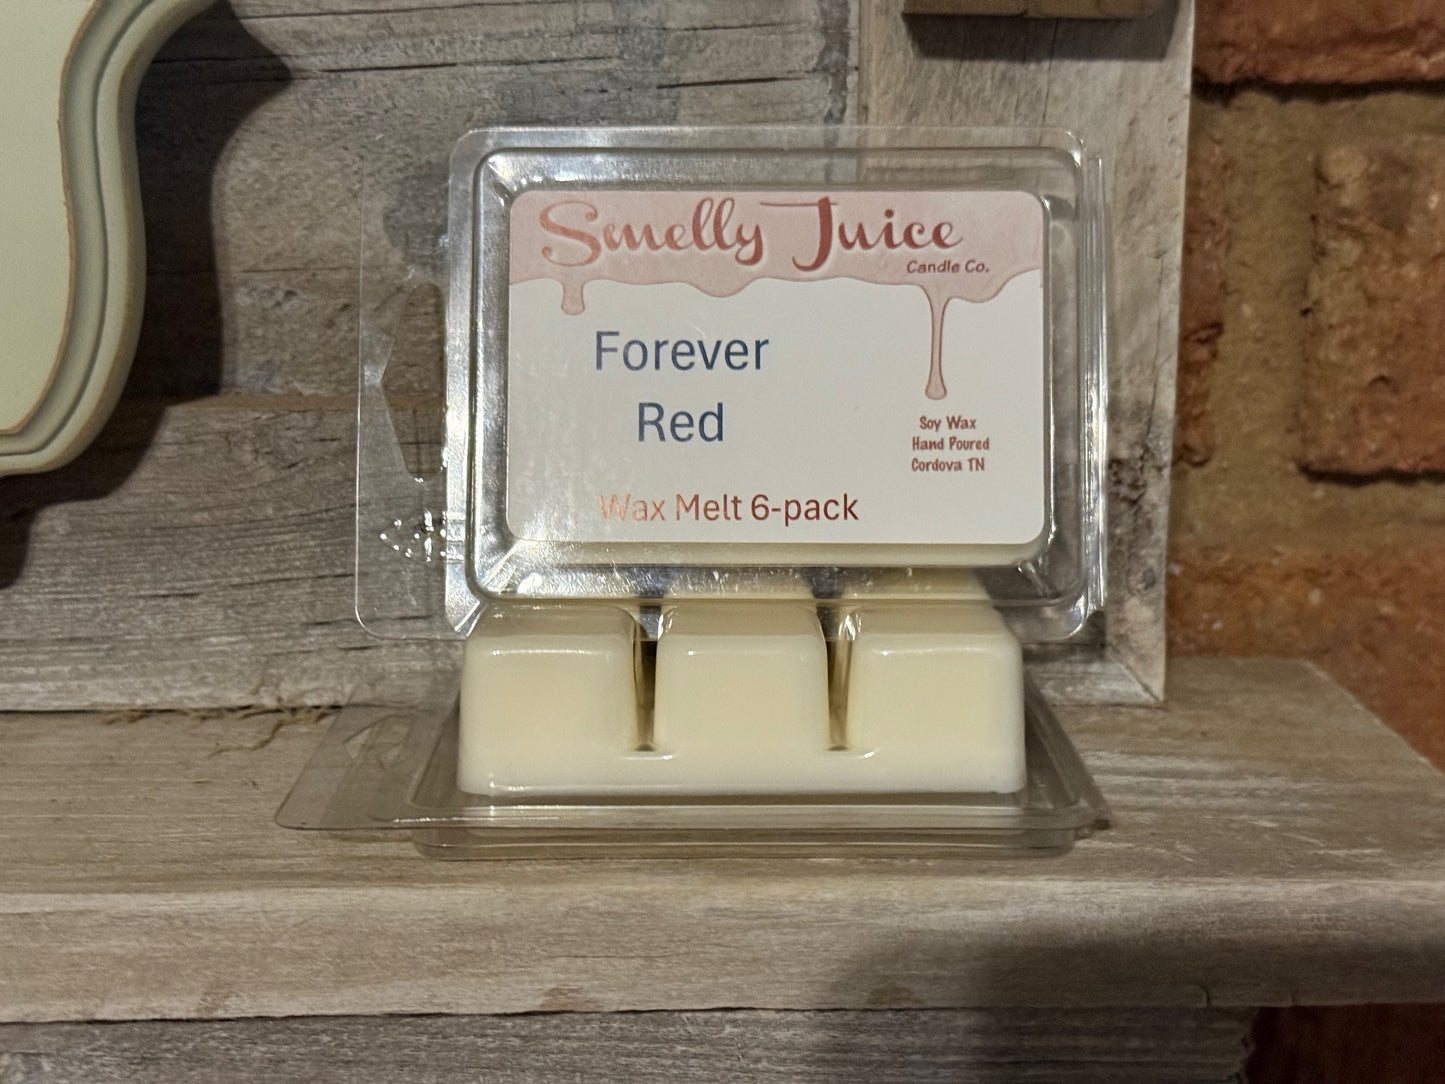 Smelly Juice
Candle Co.
Forever
Red
Soy Wax
Hand Poured
Cordova TN
Wax Melt 6-pack